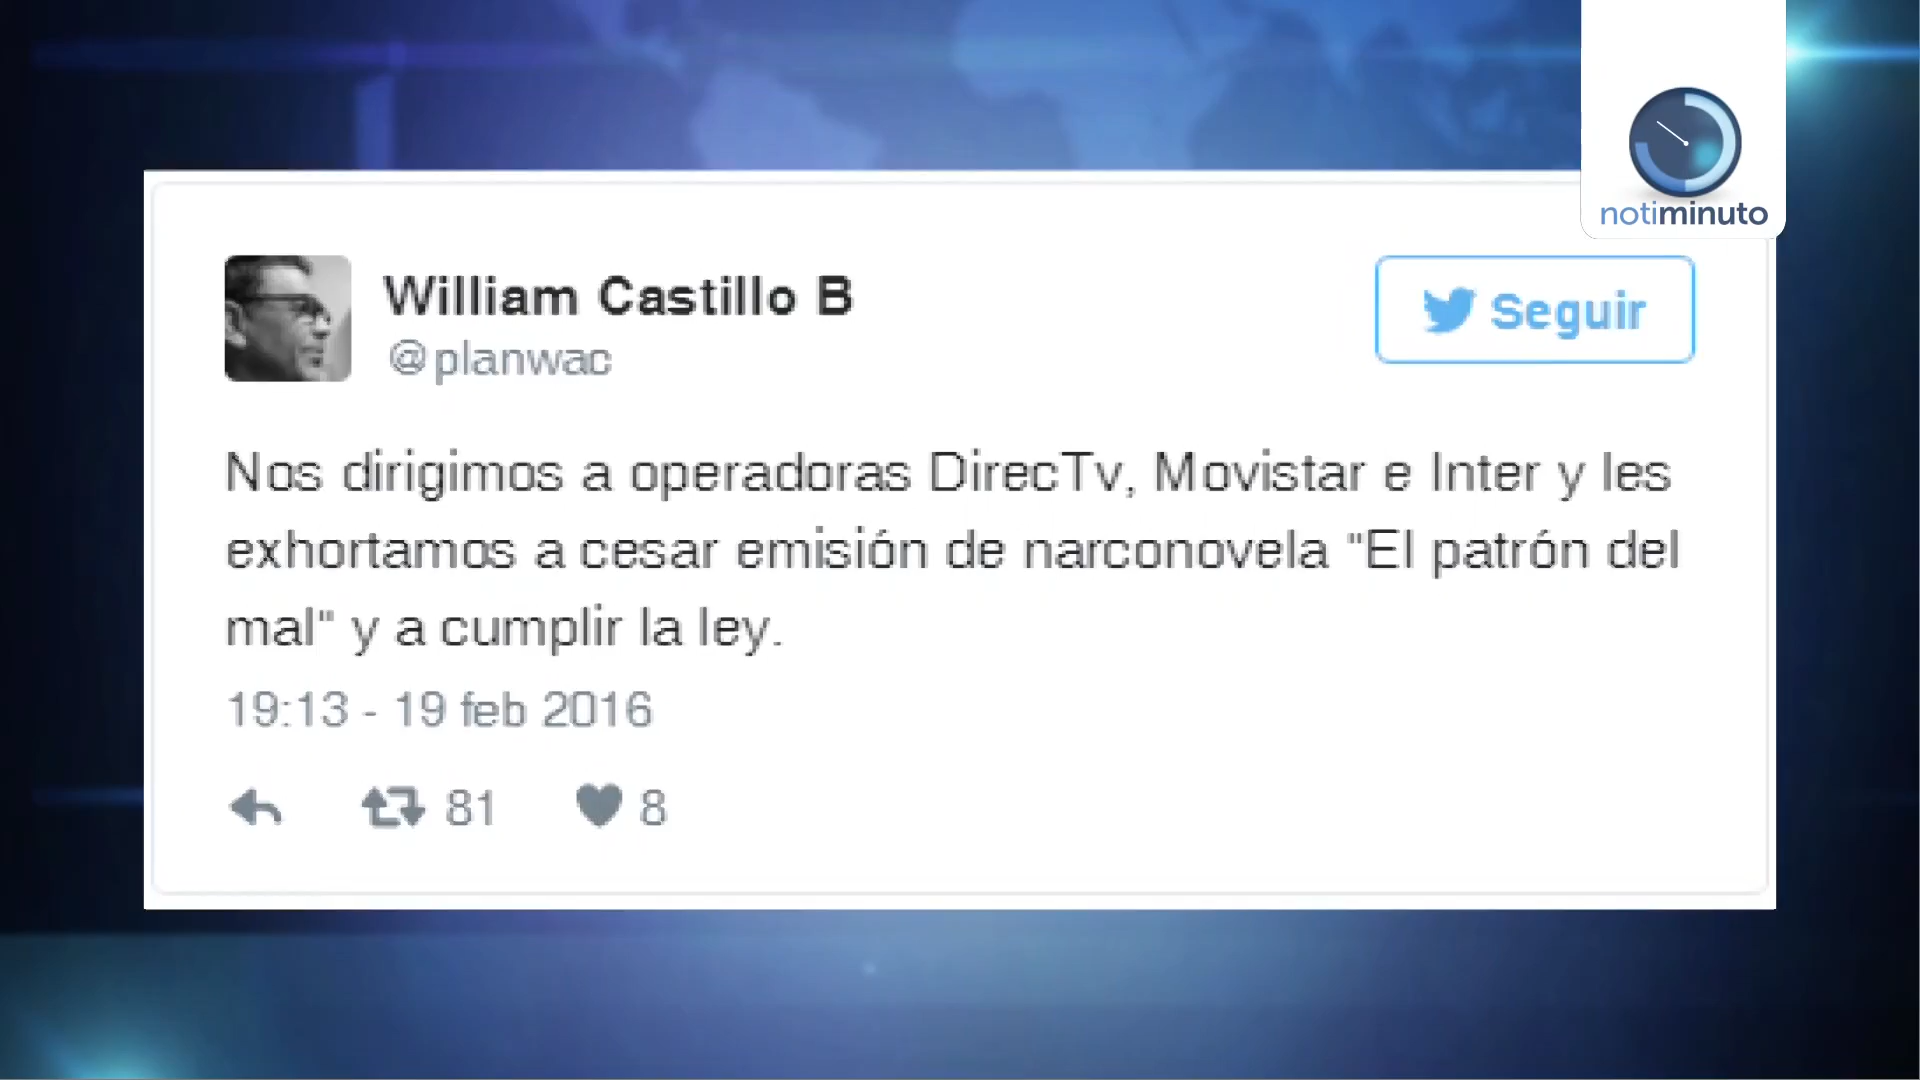 notiminuto
William Castillo B
@planwac
Seguir
Nos dirigimos a operadoras DirecTv, Movistar e Inter y les
exhortamos a cesar emisión de narconovela "El patrón del
mal" y a cumplir la ley.
19:13 - 19 feb 2016
81 8